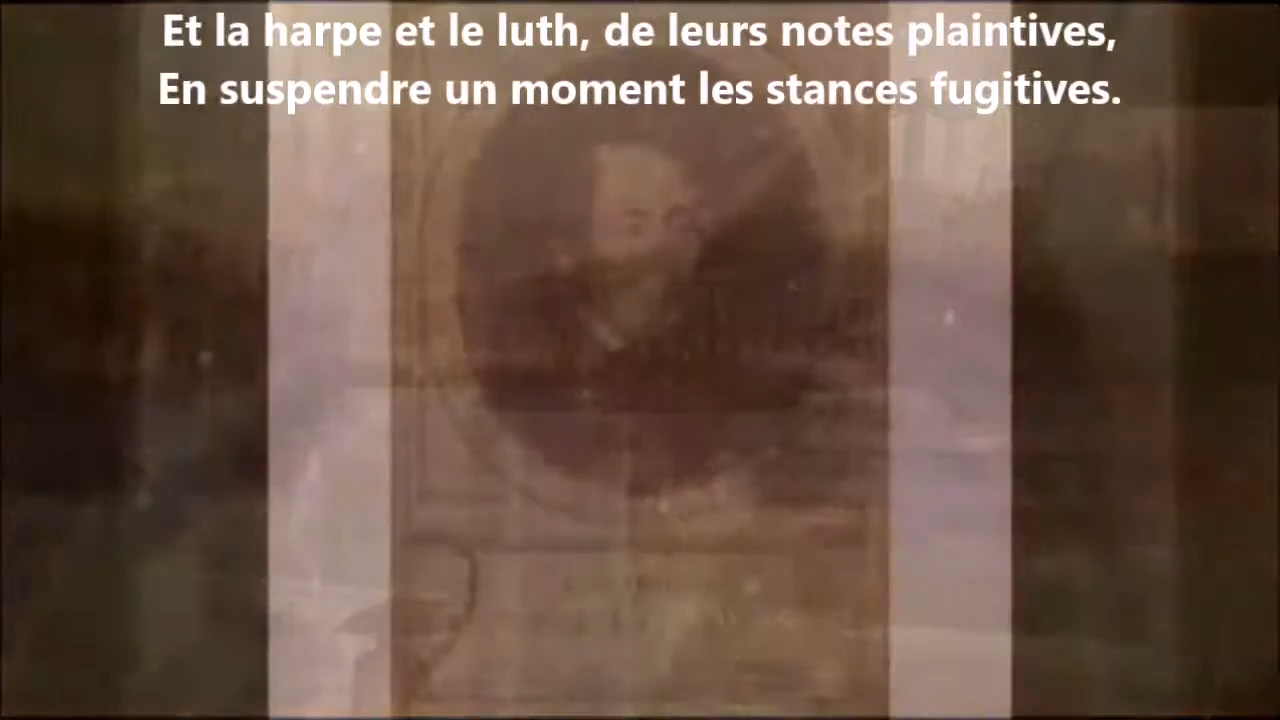 Et la harpe et le luth, de leurs notes plaintives,
En suspendre un moment les stances fugitives.